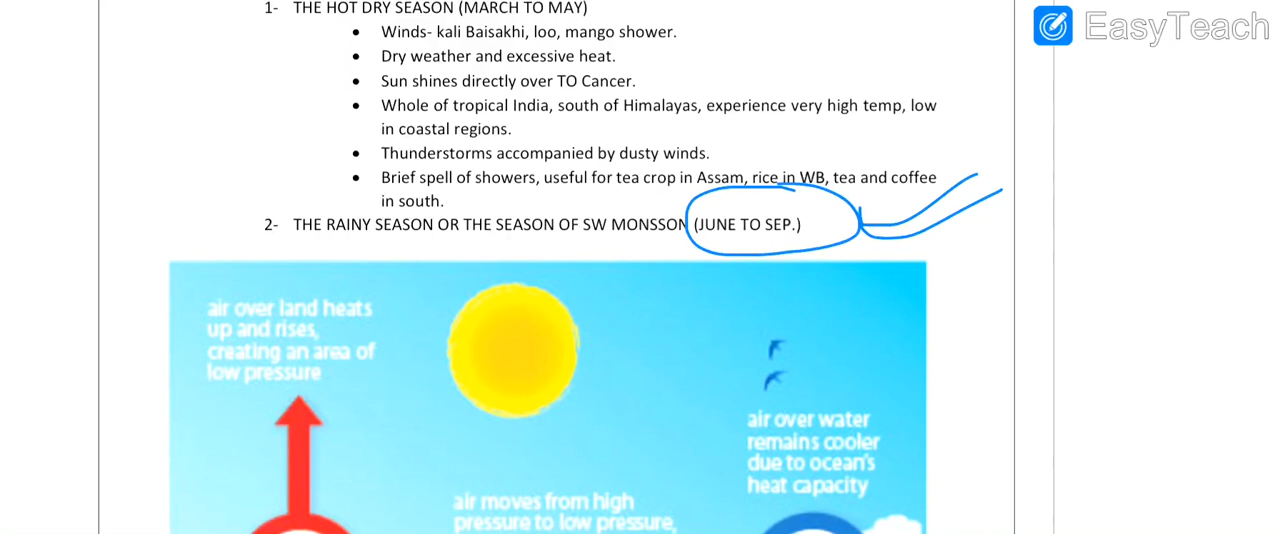 1- THE HOT DRY SEASON (MARCH TO MAY)
EasyTeach
• Winds- kali Baisakhi, loo, mango shower.
• Dry weather and excessive heat.
• Sun shines directly over TO Cancer.
• Whole of tropical India, south of Himalayas, experience very high temp, low
in coastal regions.
• Thunderstorms accompanied by dusty winds.
• Brief spell of showers, useful for tea crop in Assam, rice in WB, tea and coffee
in south.
2- THE RAINY SEASON OR THE SEASON OF SW MONSSON (JUNE TO SEP.)
air over land heats
up and rises,
creating an area of
low pressure
air over water
remains cooler
due to ocean's
heat capacity
air moves from high
pressure to low pressure,